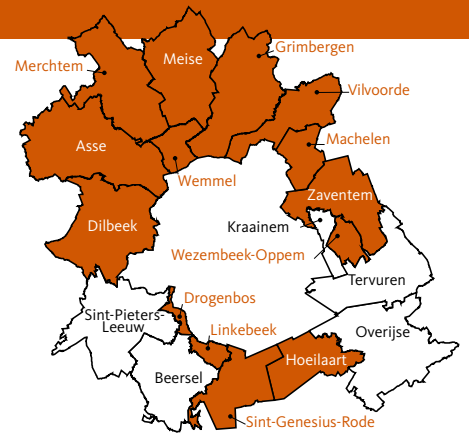 Grimbergen
Meise
Merchtem
Vilvoorde
Machelen
Asse
Wemmel
Zaventem
Dilbeek
Kraainem
Wezembeek-Oppem
Tervuren
Drogenbos
Sint-Pieters-
Leeuw
Linkebeek
Overijse
Hoeilaart
Beersel
Sint-Genesius-Rode